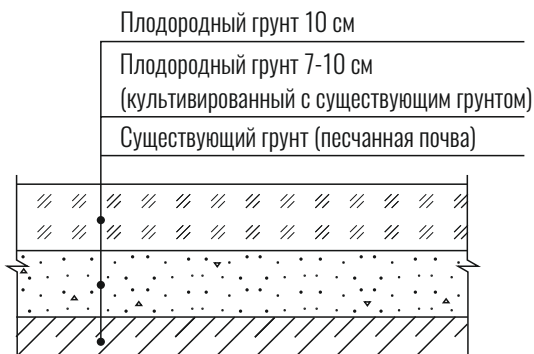 Плодородный грунт 10 см
Плодородный грунт 7-10 см
(культивированный с существующим грунтом)
Существующий грунт (песчанная почва)